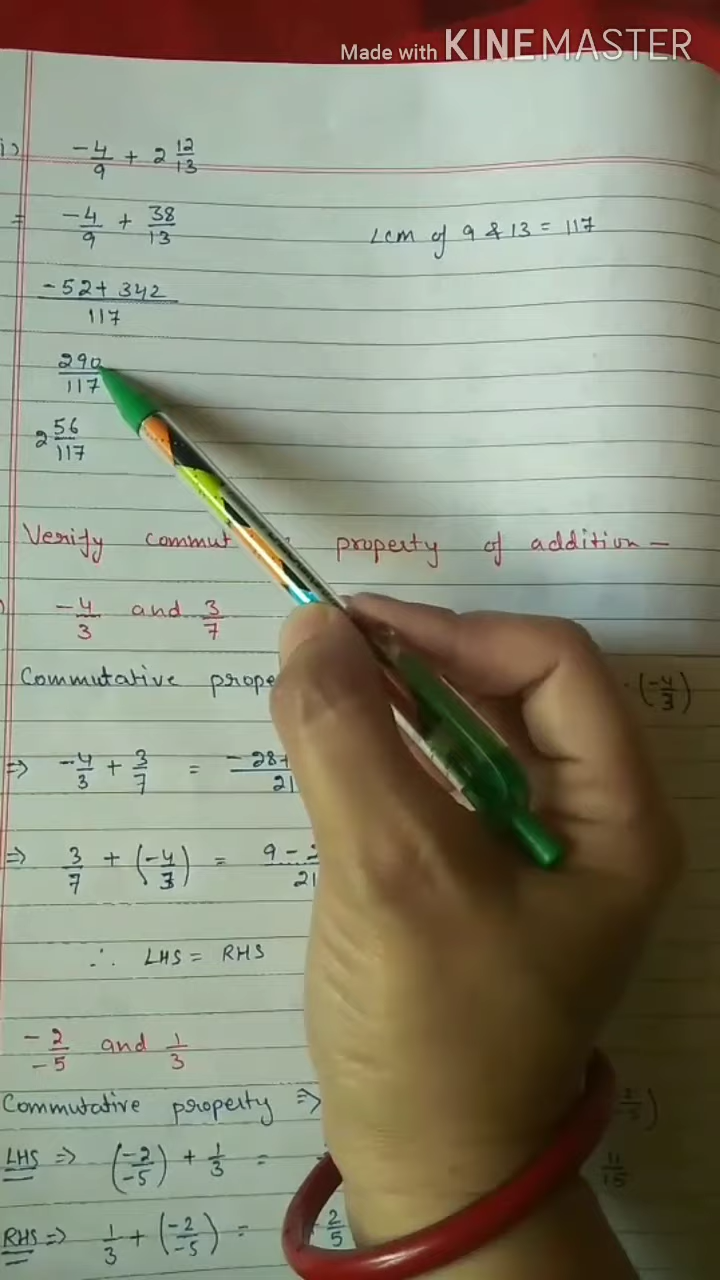 Made with KINEMASTER
i) -4/9 + 2 12/13
= -4/9 + 38/13 Lcm of 9 & 13 = 117
-52 + 342/117
290/117
2 56/117
Verify commut property of addition -
) -4/3 and 3/7
Commutative prope · (-4/3)
⇒ -4/3 + 3/7 = -28+/21
⇒ 3/7 + (-4/3) = 9 - /21
∴ LHS = RHS
-2/-5 and 1/3
Commutative property ⇒ -5)
LHS ⇒ (-2/-5) + 1/3 = 11/15
RHS ⇒ 1/3 + (-2/-5) = 2/5